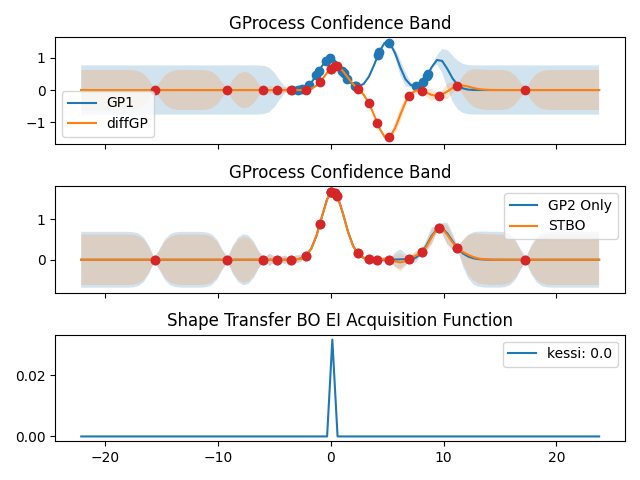 GProcess Confidence Band
1
0
−1
GP1
diffGP
GProcess Confidence Band
1
0
GP2 Only
STBO
Shape Transfer BO EI Acquisition Function
0.02
0.00
kessi: 0.0
−20
−10
0
10
20